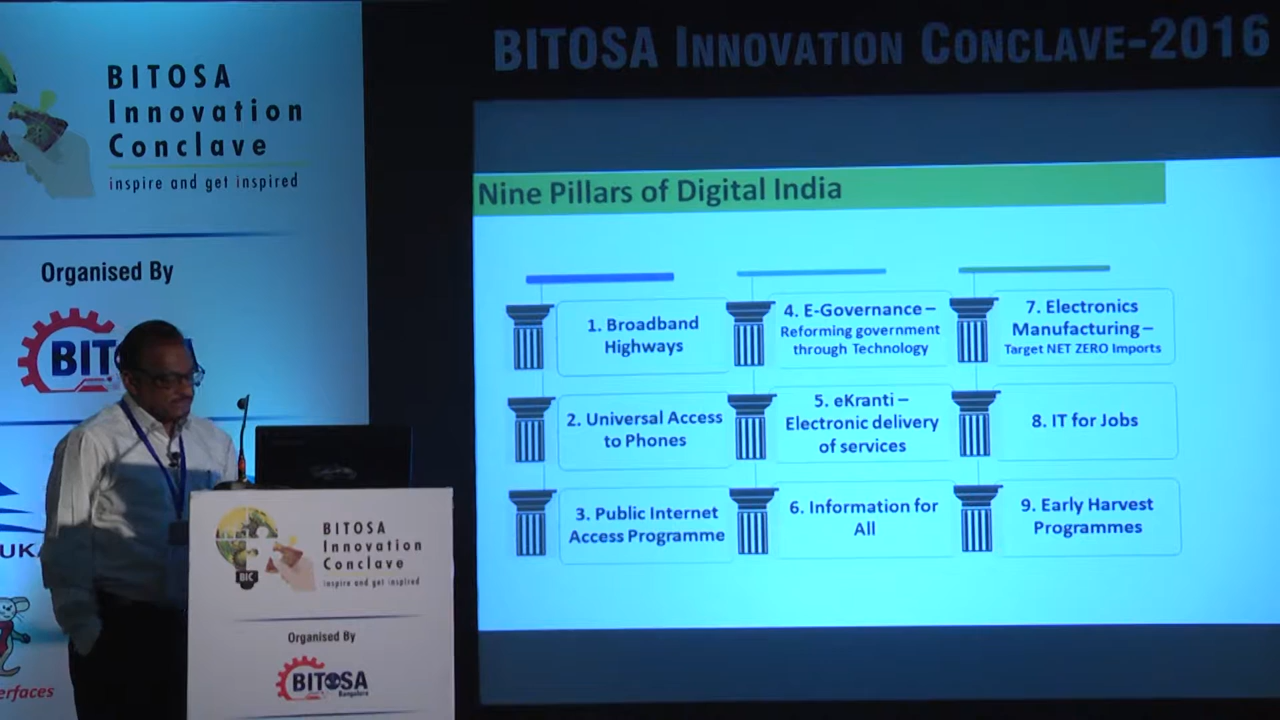 BITOSA INNOVATION CONCLAVE-2016
BITOSA
Innovation
Conclave
inspire and get inspired
Organised By
BIT
UKA
erfaces
Nine Pillars of Digital India
1. Broadband
Highways
2. Universal Access
to Phones
3. Public Internet
Access Programme
4. E-Governance –
Reforming government
through Technology
5. eKranti –
Electronic delivery
of services
6. Information for
All
7. Electronics
Manufacturing –
Target NET ZERO Imports
8. IT for Jobs
9. Early Harvest
Programmes
BIC
BITOSA
Innovation
Conclave
inspire and get inspired
Organised By
BITOSA
Bangalore